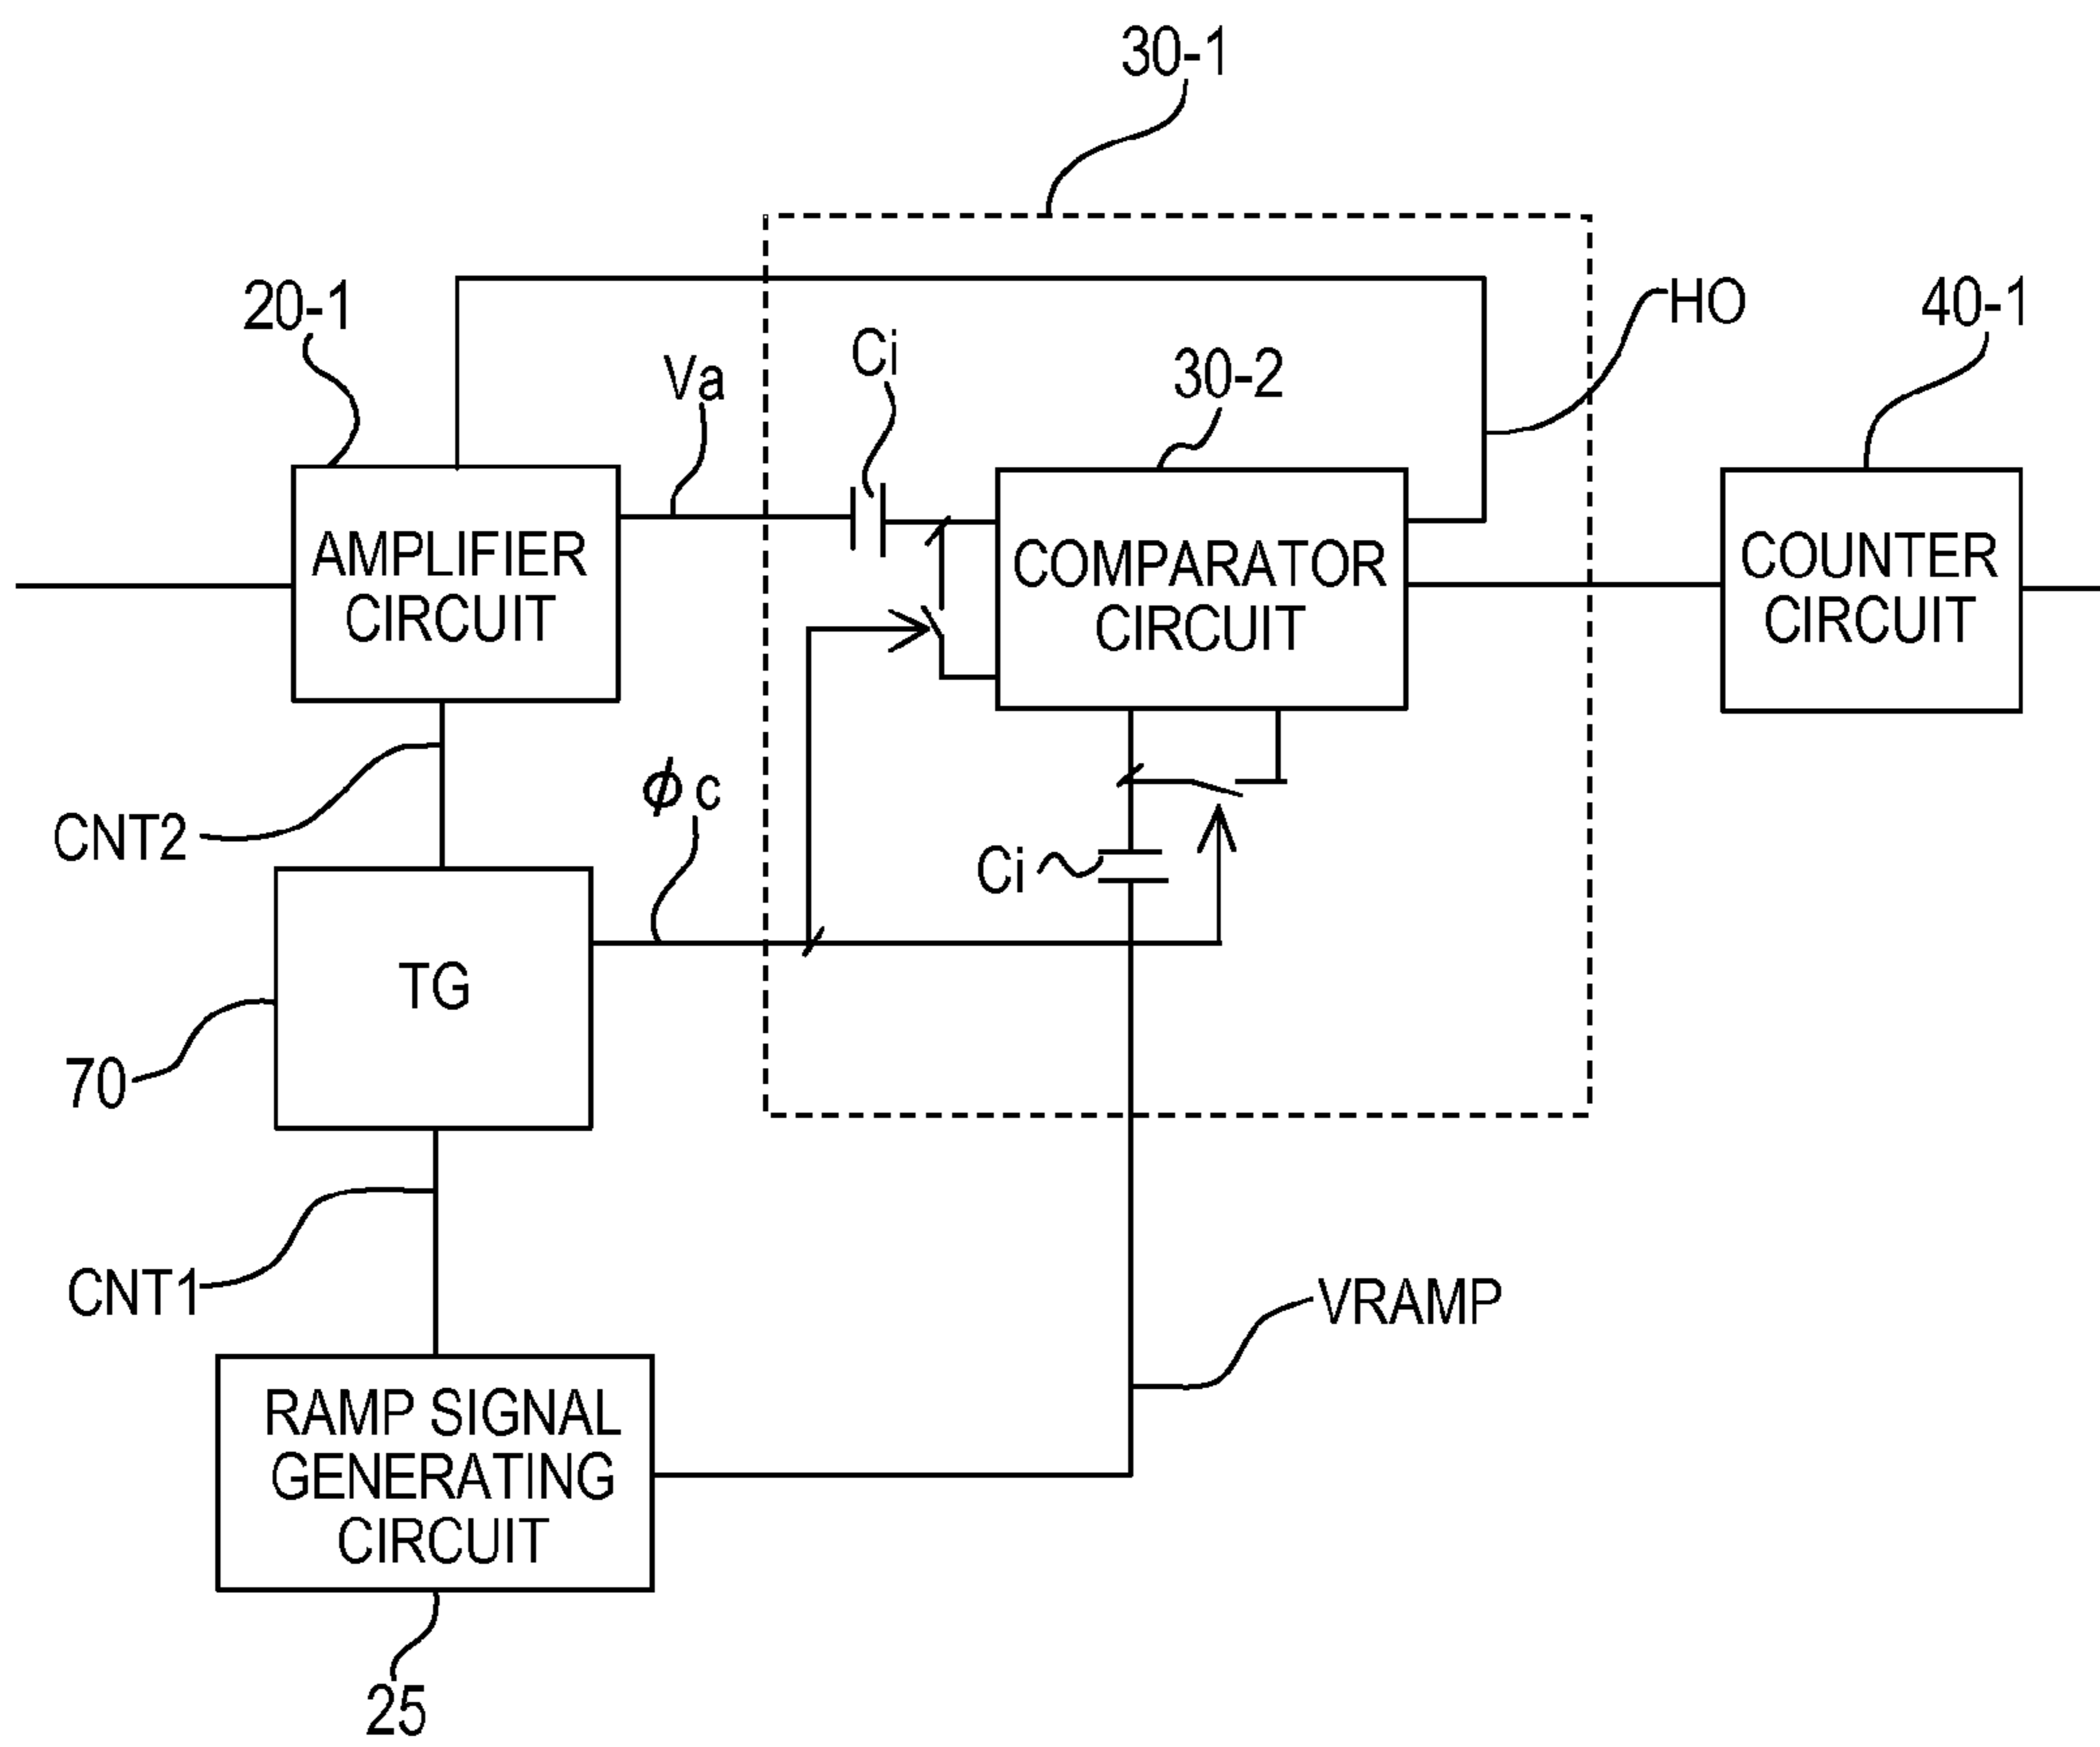 30-1
20-1
Va
Ci
30-2
HO
40-1
AMPLIFIER
CIRCUIT
COMPARATOR
CIRCUIT
COUNTER
CIRCUIT
CNT2
ϕc
Ci
TG
70
CNT1
VRAMP
RAMP SIGNAL
GENERATING
CIRCUIT
25